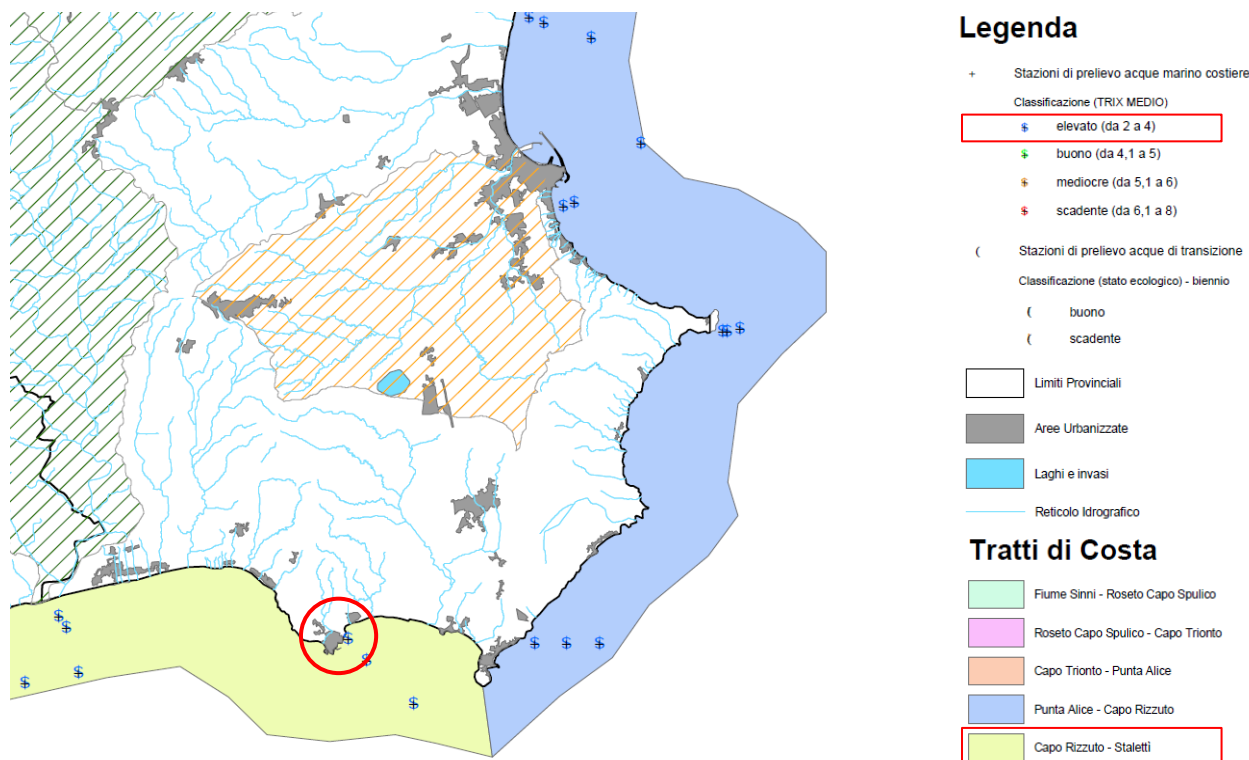 Legenda
+ Stazioni di prelievo acque marino costiere
Classificazione (TRIX MEDIO)
$ elevato (da 2 a 4)
$ buono (da 4,1 a 5)
$ mediocre (da 5,1 a 6)
$ scadente (da 6,1 a 8)
( Stazioni di prelievo acque di transizione
Classificazione (stato ecologico) - biennio
( buono
( scadente
Limiti Provinciali
Aree Urbanizzate
Laghi e invasi
Reticolo Idrografico
Tratti di Costa
Fiume Sinni - Roseto Capo Spulico
Roseto Capo Spulico - Capo Trionto
Capo Trionto - Punta Alice
Punta Alice - Capo Rizzuto
Capo Rizzuto - Stalettì